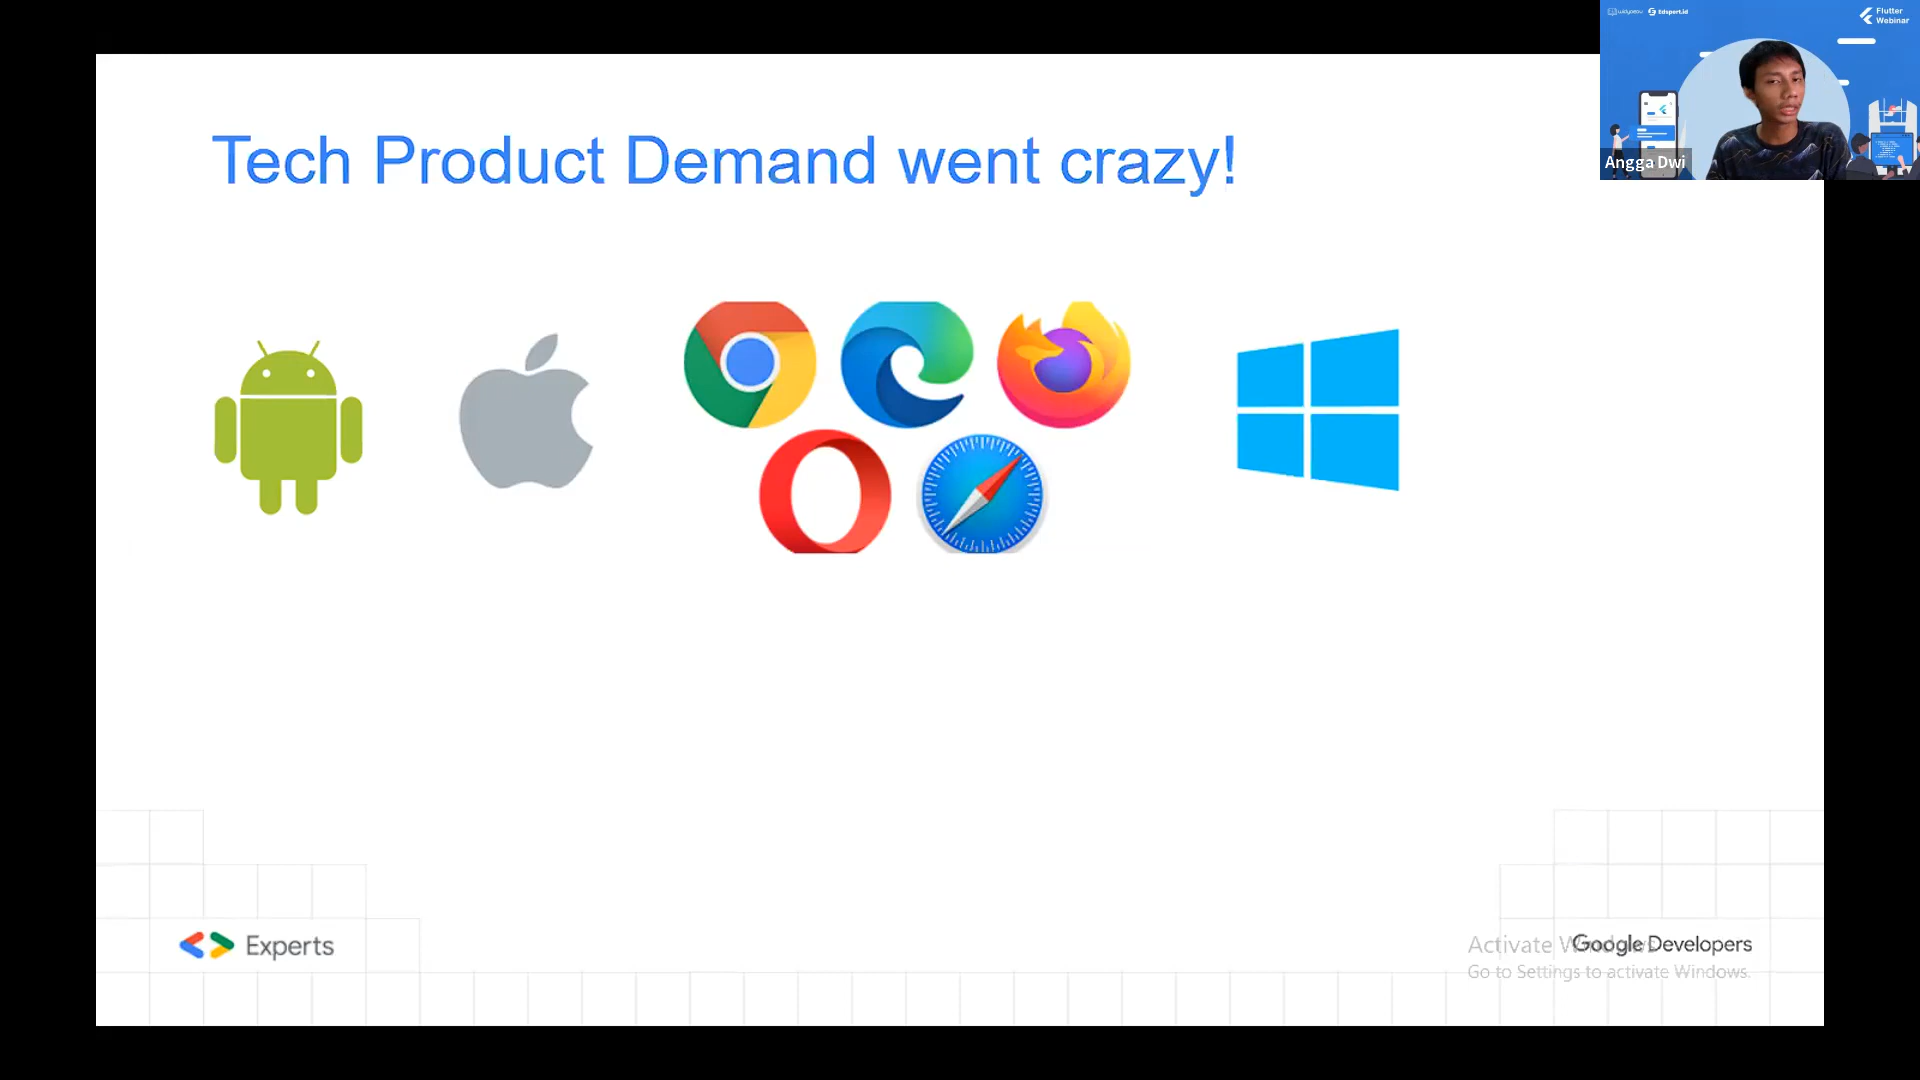 Edspert.id
Flutter
Webinar
Angga Dwi
Tech Product Demand went crazy!
Experts
Google Developers
Activate Windows
Go to Settings to activate Windows.